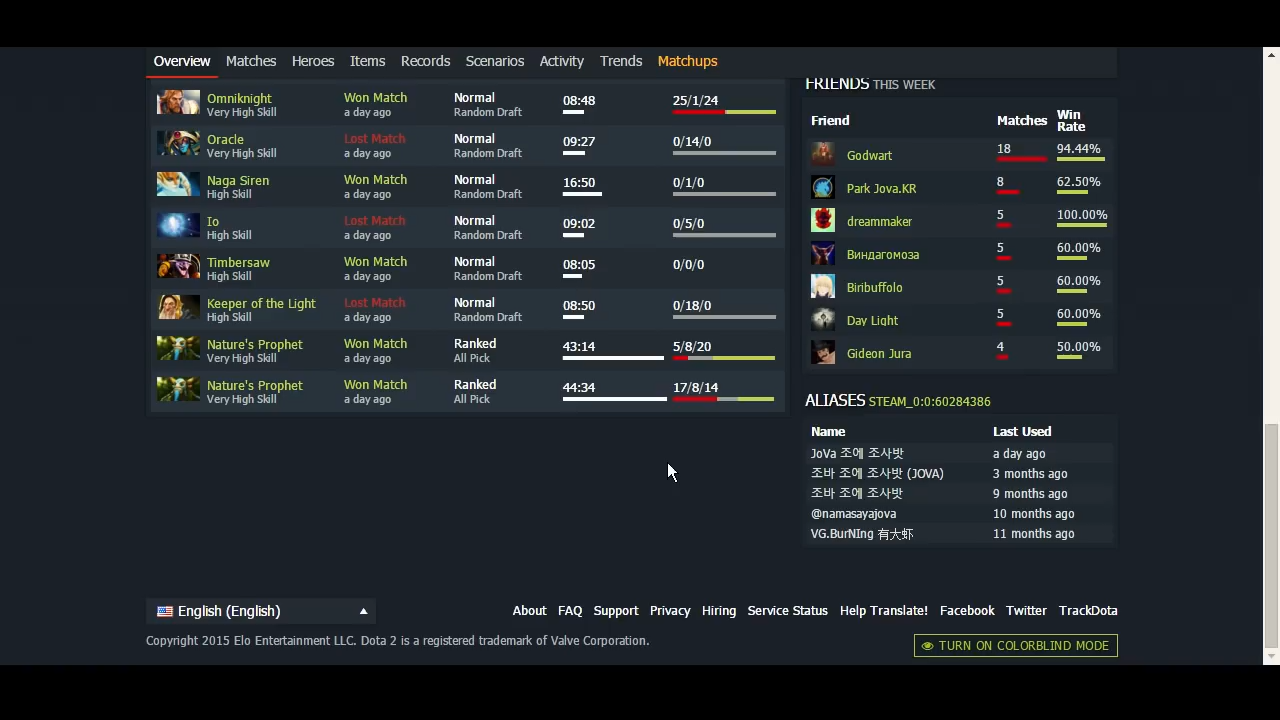 Overview Matches Heroes Items Records Scenarios Activity Trends Matchups
Omniknight Won Match Normal 08:48 25/1/24
Very High Skill a day ago Random Draft
Oracle Lost Match Normal 09:27 0/14/0
Very High Skill a day ago Random Draft
Naga Siren Won Match Normal 16:50 0/1/0
High Skill a day ago Random Draft
Io Lost Match Normal 09:02 0/5/0
High Skill a day ago Random Draft
Timbersaw Won Match Normal 08:05 0/0/0
High Skill a day ago Random Draft
Keeper of the Light Lost Match Normal 08:50 0/18/0
High Skill a day ago Random Draft
Nature's Prophet Won Match Ranked 43:14 5/8/20
Very High Skill a day ago All Pick
Nature's Prophet Won Match Ranked 44:34 17/8/14
Very High Skill a day ago All Pick
FRIENDS THIS WEEK
Friend Matches Win Rate
Godwart 18 94.44%
Park Jova.KR 8 62.50%
dreammaker 5 100.00%
Виндагомоза 5 60.00%
Biribuffolo 5 60.00%
Day Light 5 60.00%
Gideon Jura 4 50.00%
ALIASES STEAM_0:0:60284386
Name Last Used
JoVa 조에 조사밧 a day ago
조바 조에 조사밧 (JOVA) 3 months ago
조바 조에 조사밧 9 months ago
@namasayajova 10 months ago
VG.BurNIng 有大虾 11 months ago
English (English)
About FAQ Support Privacy Hiring Service Status Help Translate! Facebook Twitter TrackDota
Copyright 2015 Elo Entertainment LLC. Dota 2 is a registered trademark of Valve Corporation.
TURN ON COLORBLIND MODE